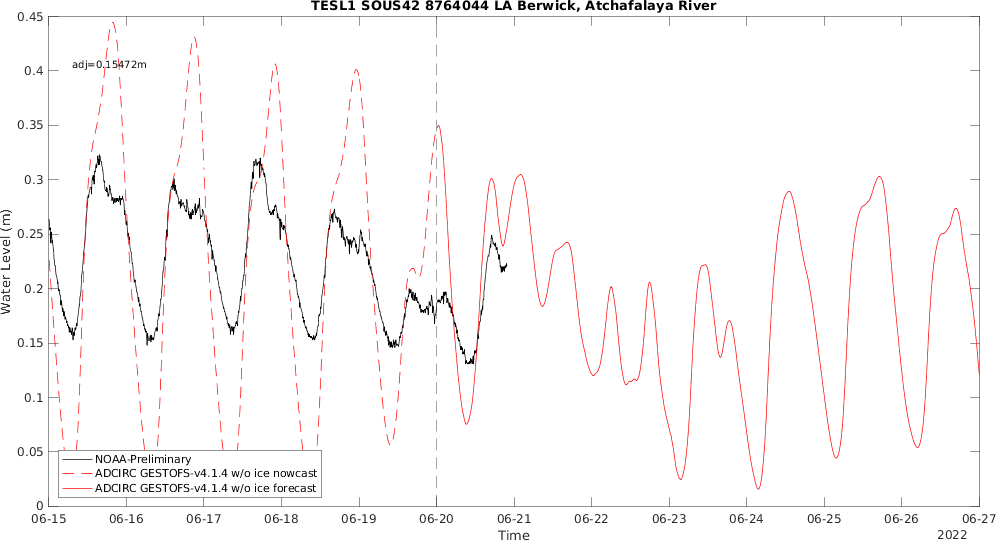 TESL1 SOUS42 8764044 LA Berwick, Atchafalaya River
0.45
adj=0.15472m
0.4
0.35
0.3
0.25
0.2
0.15
0.1
0.05
0
Water Level (m)
NOAA-Preliminary
ADCIRC GESTOFS-v4.1.4 w/o ice nowcast
ADCIRC GESTOFS-v4.1.4 w/o ice forecast
06-15 06-16 06-17 06-18 06-19 06-20 06-21 06-22 06-23 06-24 06-25 06-26 06-27
Time
2022